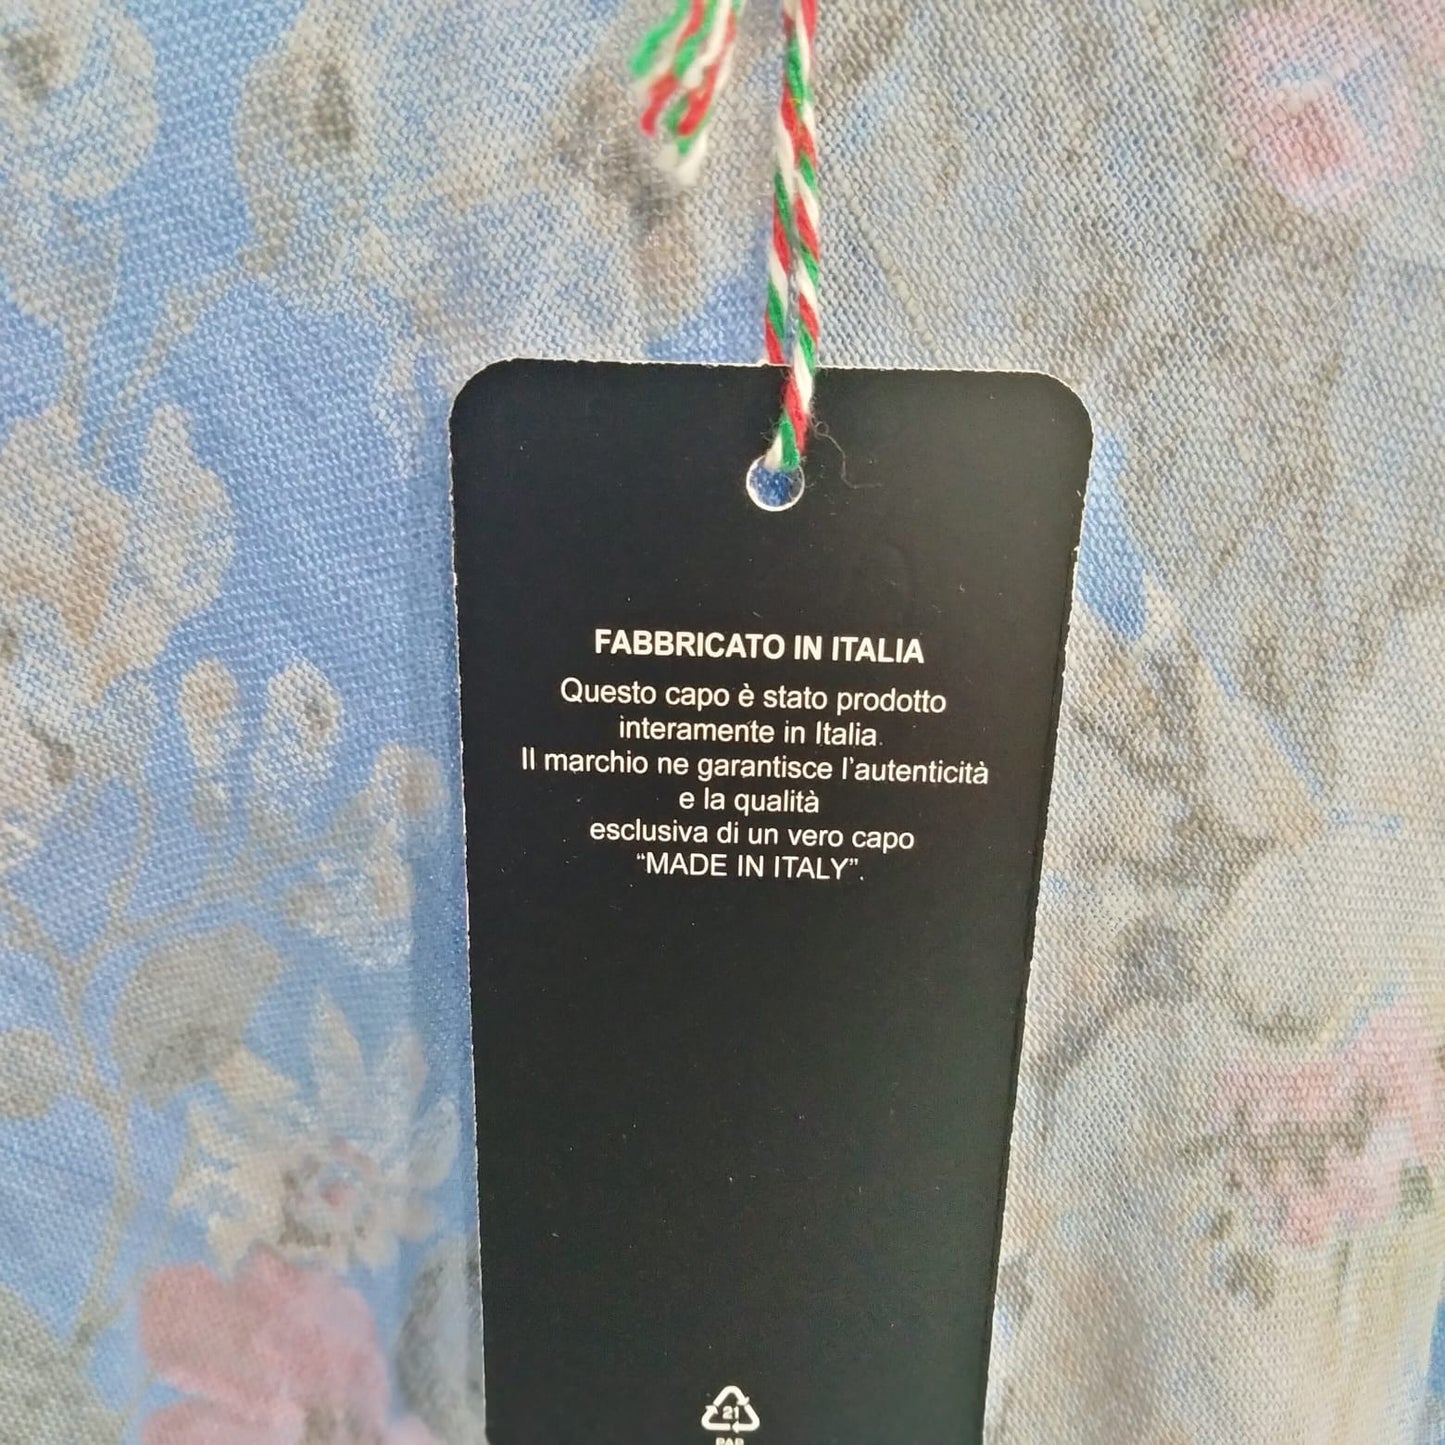 FABBRICATO IN ITALIA
Questo capo è stato prodotto
interamente in Italia.
Il marchio ne garantisce l'autenticità
e la qualità
esclusiva di un vero capo
“MADE IN ITALY”.
21
PAP